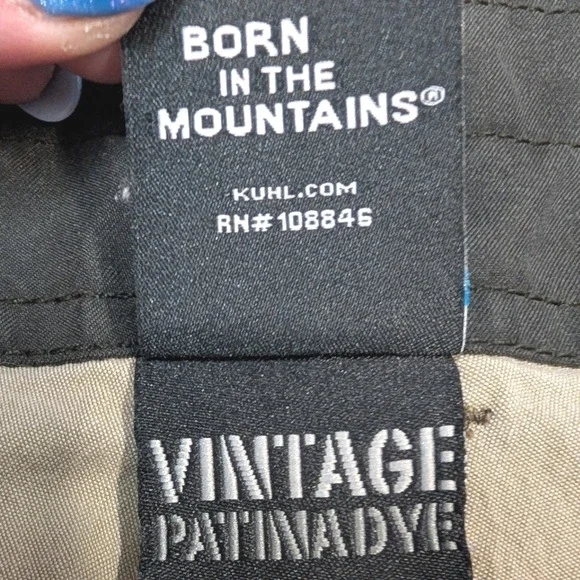 BORN
IN THE
MOUNTAINS®
KUHL.COM
RN#108846
VINTAGE
PATINADYE